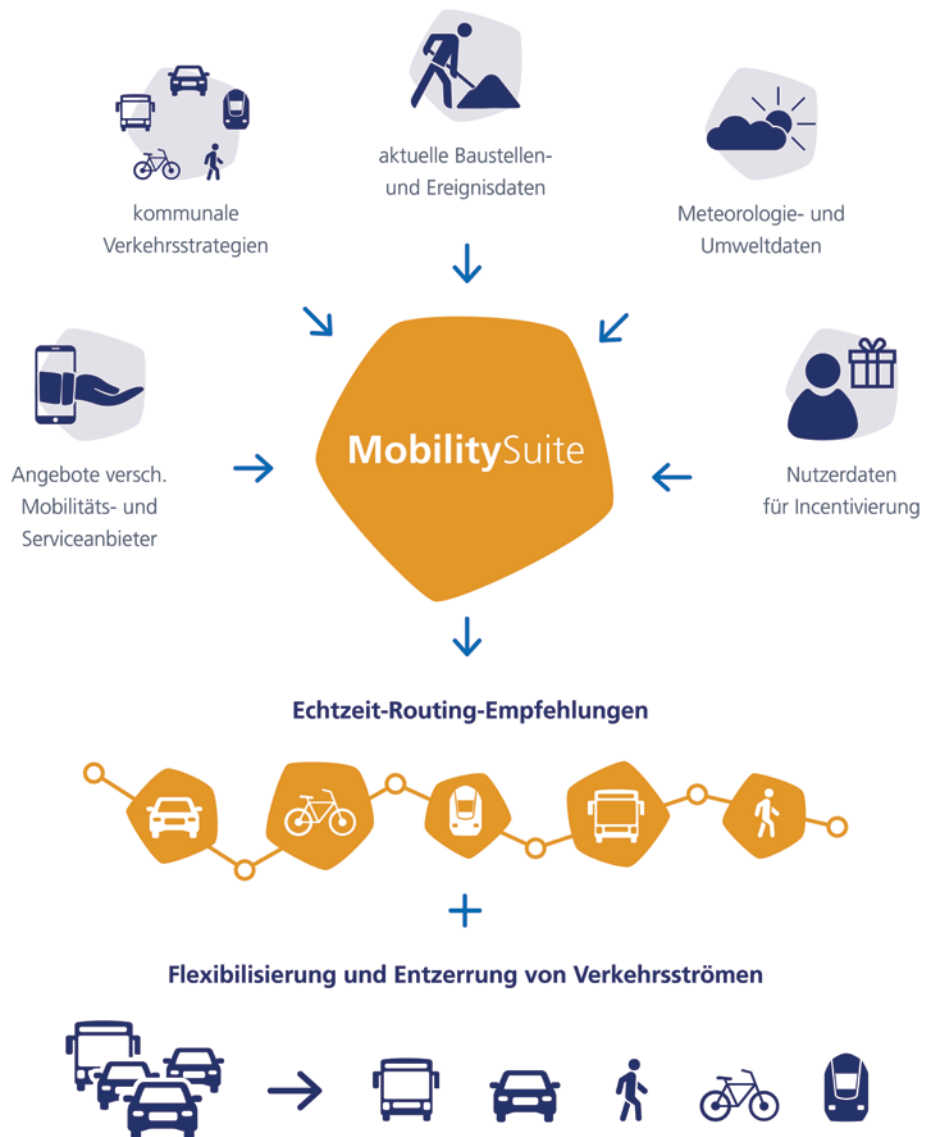 aktuelle Baustellen-
und Ereignisdaten
kommunale
Verkehrsstrategien
Meteorologie- und
Umweltdaten
Angebote versch.
Mobilitäts- und
Serviceanbieter
MobilitySuite
Nutzerdaten
für Incentivierung
Echtzeit-Routing-Empfehlungen
Flexibilisierung und Entzerrung von Verkehrsströmen